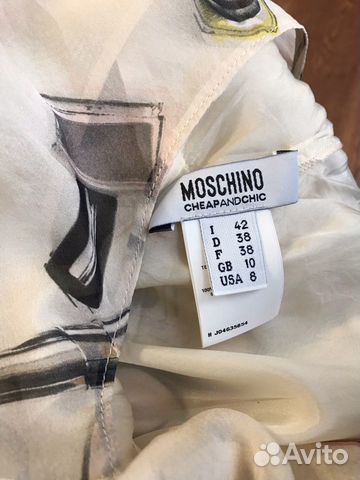 MOSCHINO
CHEAPANDCHIC
I 42
D 38
F 38
GB 10
USA 8
Avito